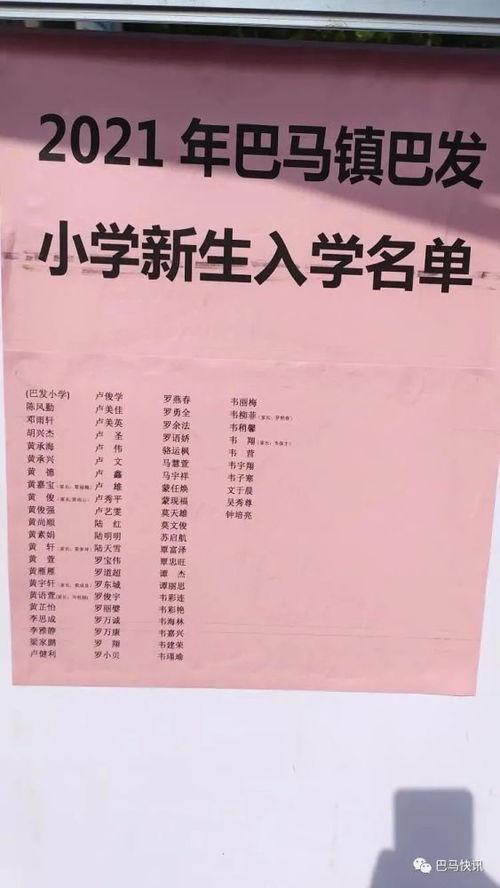 2021 年巴马镇巴发
小学新生入学名单
(巴发小学) 卢俊学 罗燕春 韦丽梅
陈凤勤 卢美佳 罗勇全 韦柳菲
邓雨轩 卢美英 罗余法 韦稍馨
胡兴杰 卢 圣 罗语娇 韦 翔
黄承海 卢 伟 骆运枫 韦 营
黄承兴 卢 文 马慧萱 韦宇翔
黄 德 卢 鑫 马宇祥 韦子寒
黄嘉宝 卢 雄 蒙任焕 文于晨
黄 俊 卢秀平 蒙现福 吴秀尊
黄俊强 卢艺雯 莫天雄 钟培亮
黄尚顺 陆 红 莫文俊
黄素娟 陆明明 苏启航
黄 轩 陆天雪 覃富泽
黄 萱 罗宝伟 覃忠旺
黄雁雁 罗道超 谭 杰
黄宇轩 罗东城 谭丽思
黄语萱 罗俊宇 韦彩连
黄芷怡 罗丽嬖 韦彩艳
李思成 罗万诚 韦海林
李雅静 罗万康 韦嘉兴
梁家鹏 罗 翔 韦建荣
卢健利 罗小贝 韦瑾瑜
巴马快讯